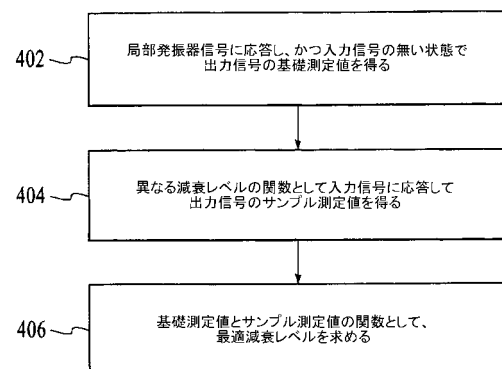 402
局部発振器信号に応答し、かつ入力信号の無い状態で
出力信号の基礎測定値を得る
404
異なる減衰レベルの関数として入力信号に応答して
出力信号のサンプル測定値を得る
406
基礎測定値とサンプル測定値の関数として、
最適減衰レベルを求める